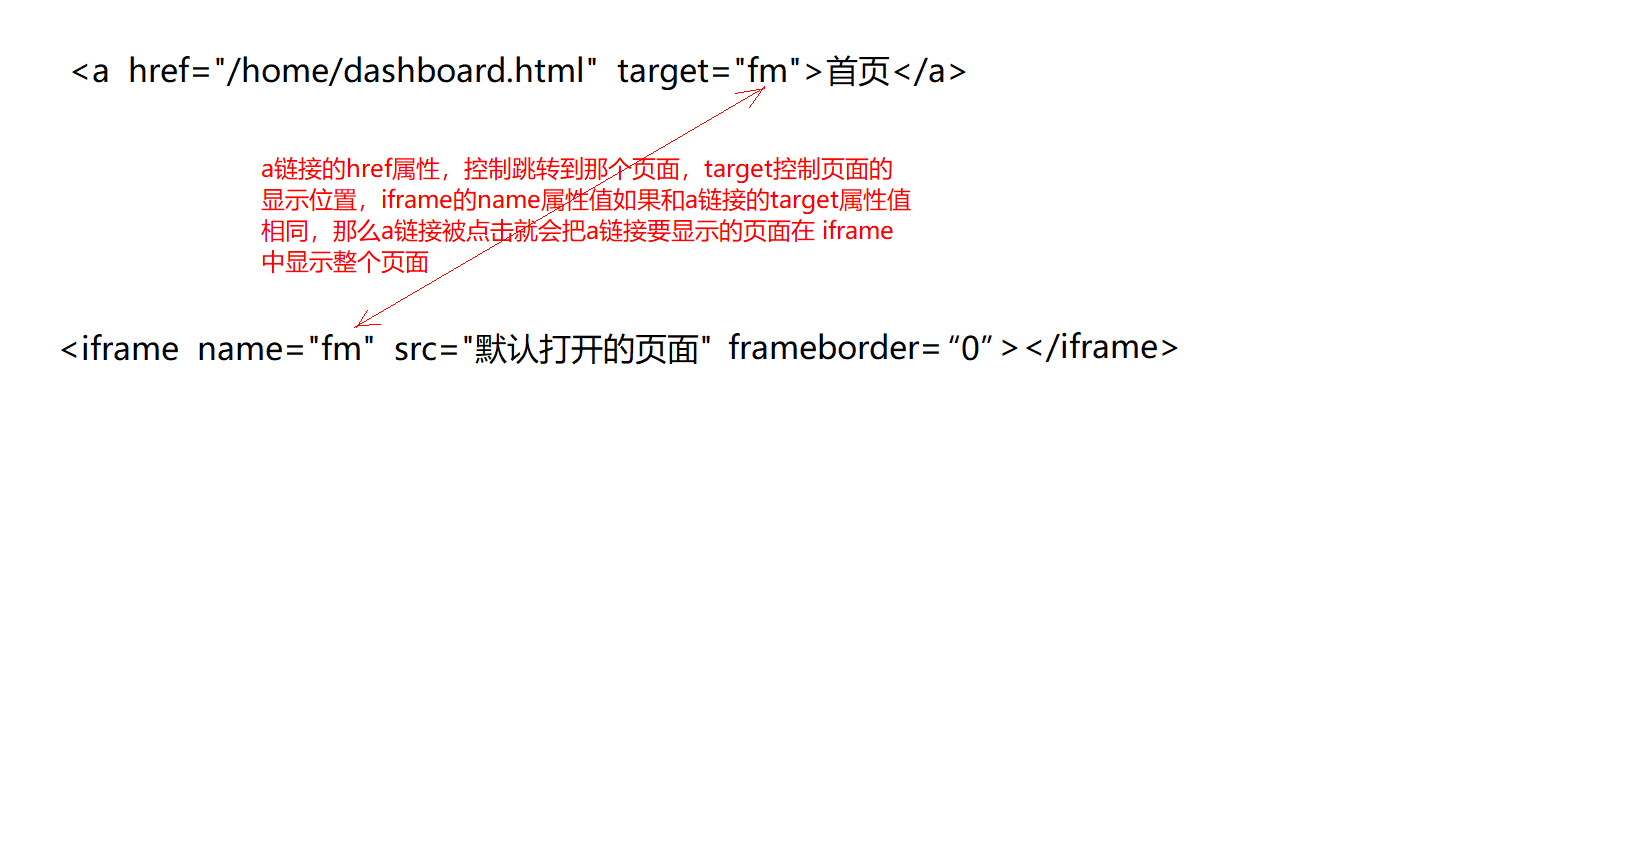 <a href="/home/dashboard.html" target="fm">首页</a>
a链接的href属性，控制跳转到那个页面，target控制页面的
显示位置，iframe的name属性值如果和a链接的target属性值
相同，那么a链接被点击就会把a链接要显示的页面在 iframe
中显示整个页面
<iframe name="fm" src="默认打开的页面" frameborder=“0”></iframe>